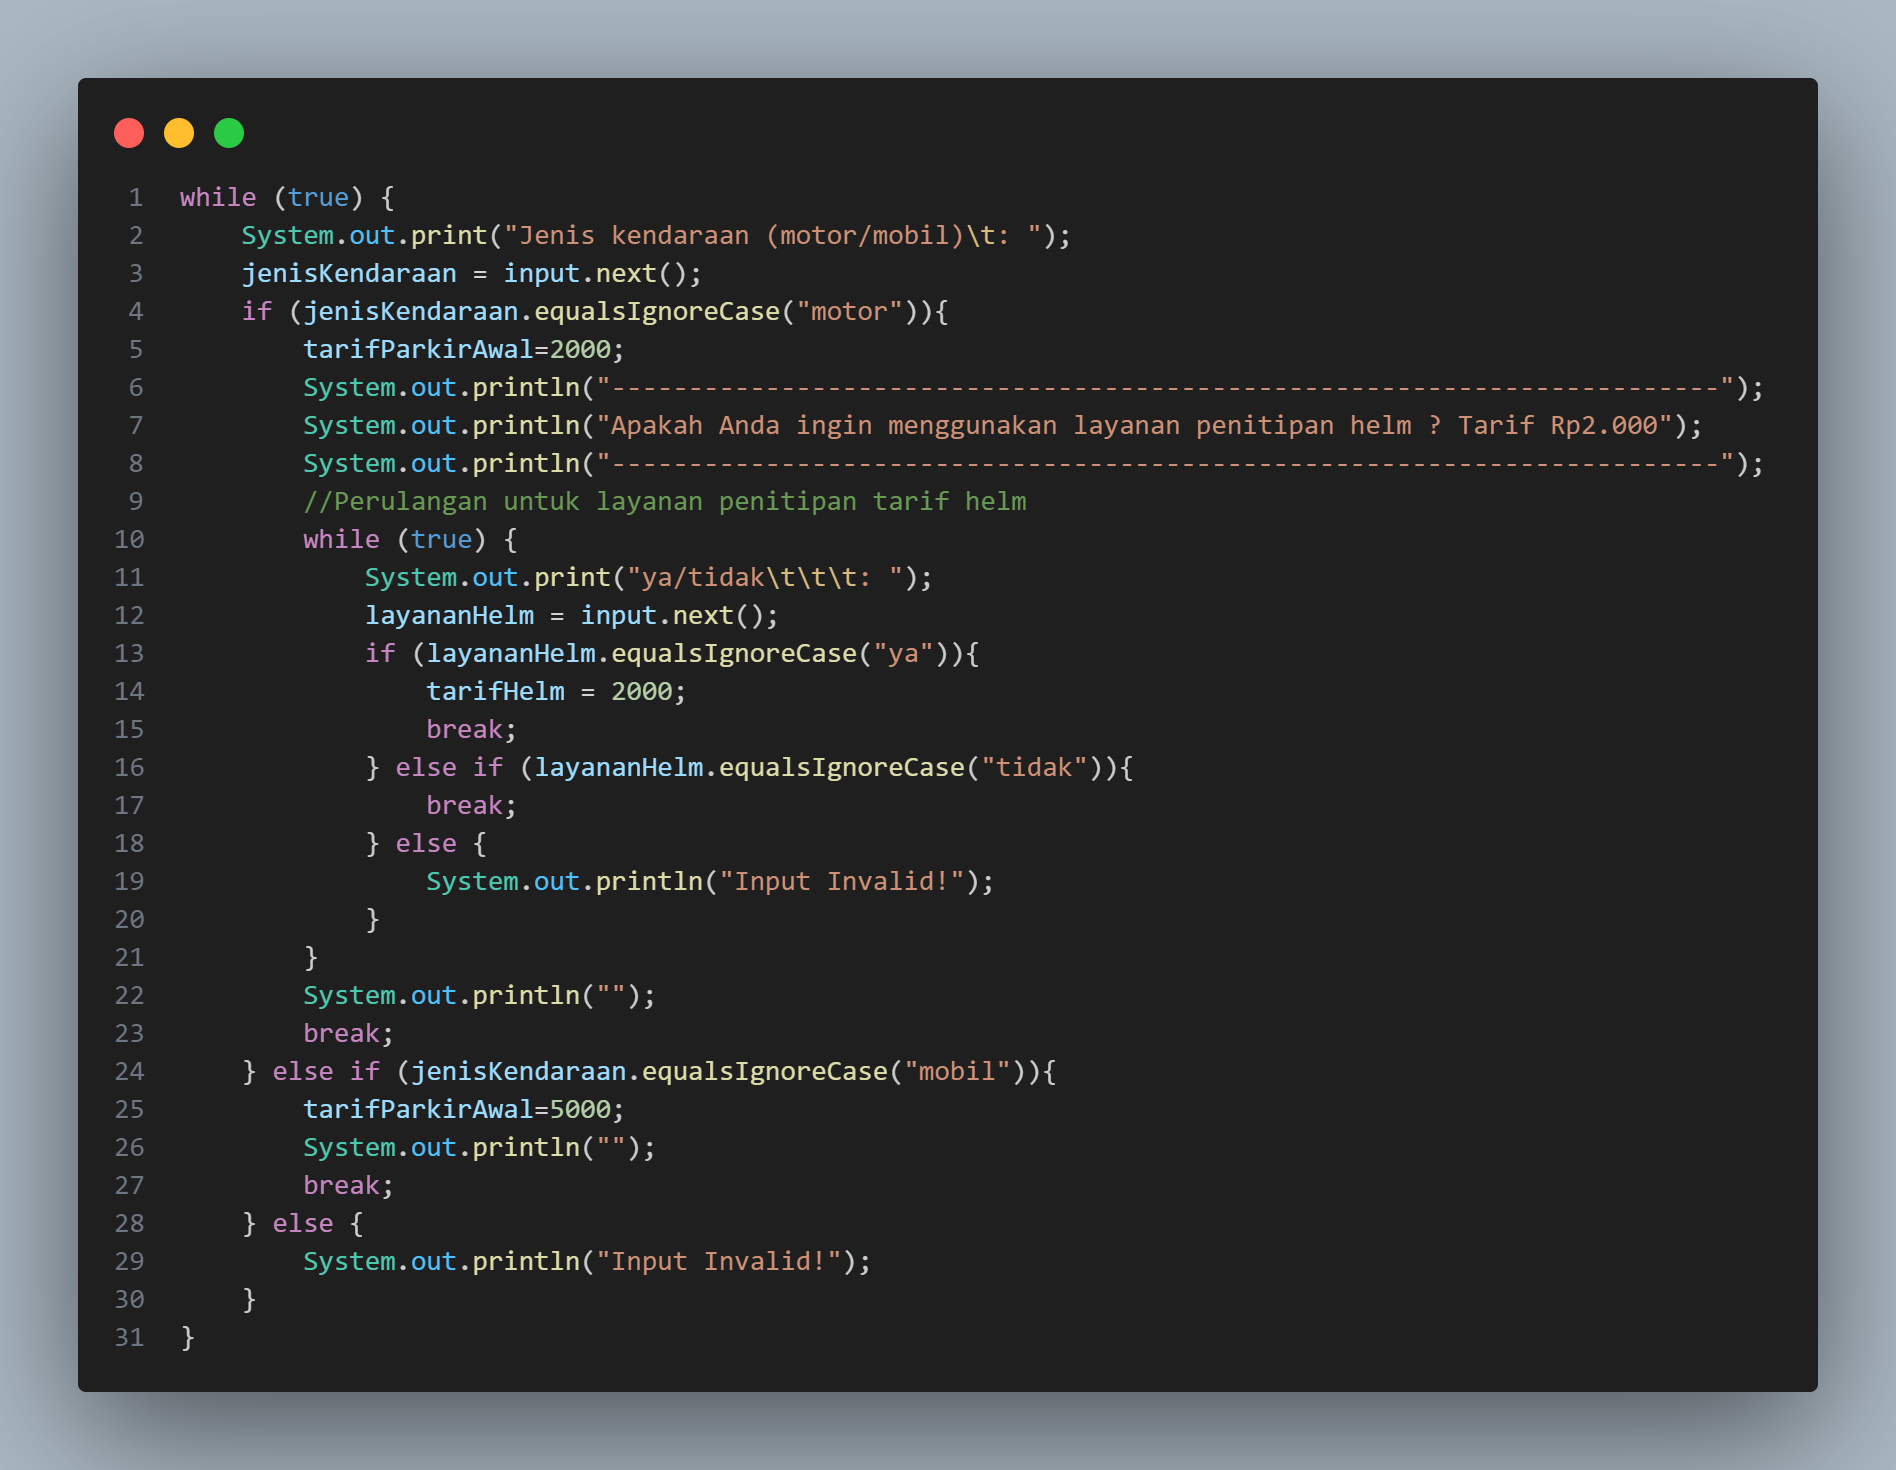 1 while (true) {
2     System.out.print("Jenis kendaraan (motor/mobil)\t: ");
3     jenisKendaraan = input.next();
4     if (jenisKendaraan.equalsIgnoreCase("motor")){
5         tarifParkirAwal=2000;
6         System.out.println("------------------------------------------------------------------------");
7         System.out.println("Apakah Anda ingin menggunakan layanan penitipan helm ? Tarif Rp2.000");
8         System.out.println("------------------------------------------------------------------------");
9         //Perulangan untuk layanan penitipan tarif helm
10         while (true) {
11             System.out.print("ya/tidak\t\t\t: ");
12             layananHelm = input.next();
13             if (layananHelm.equalsIgnoreCase("ya")){
14                 tarifHelm = 2000;
15                 break;
16             } else if (layananHelm.equalsIgnoreCase("tidak")){
17                 break;
18             } else {
19                 System.out.println("Input Invalid!");
20             }
21         }
22         System.out.println("");
23         break;
24     } else if (jenisKendaraan.equalsIgnoreCase("mobil")){
25         tarifParkirAwal=5000;
26         System.out.println("");
27         break;
28     } else {
29         System.out.println("Input Invalid!");
30     }
31 }